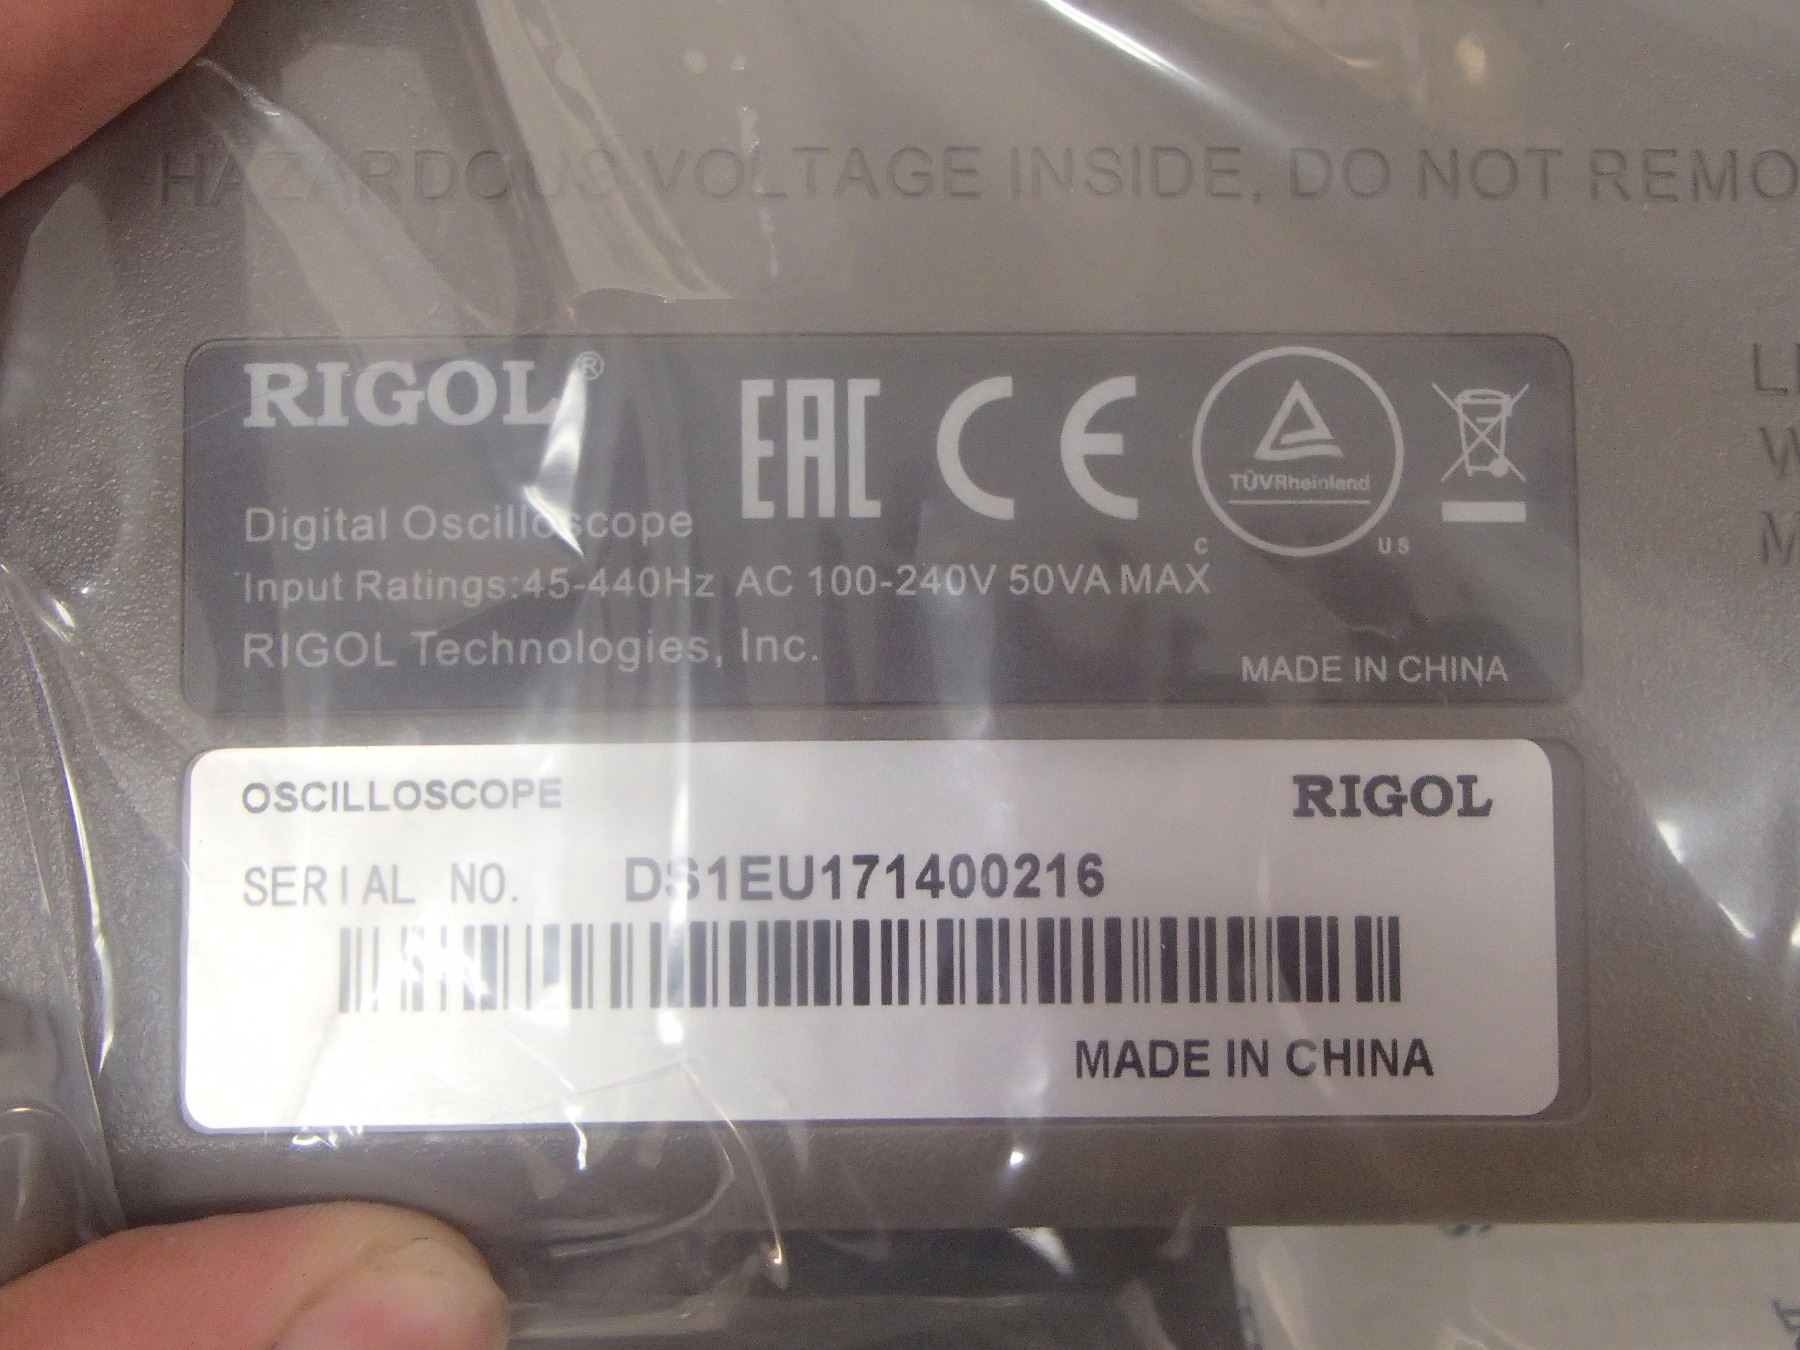 HAZARDOUS VOLTAGE INSIDE, DO NOT REMO
RIGOL®
EAC CE
TÜVRheinland
C US
Digital Oscilloscope
Input Ratings:45-440Hz AC 100-240V 50VA MAX
RIGOL Technologies, Inc.
MADE IN CHINA
OSCILLOSCOPE RIGOL
SERIAL NO. DS1EU171400216
MADE IN CHINA